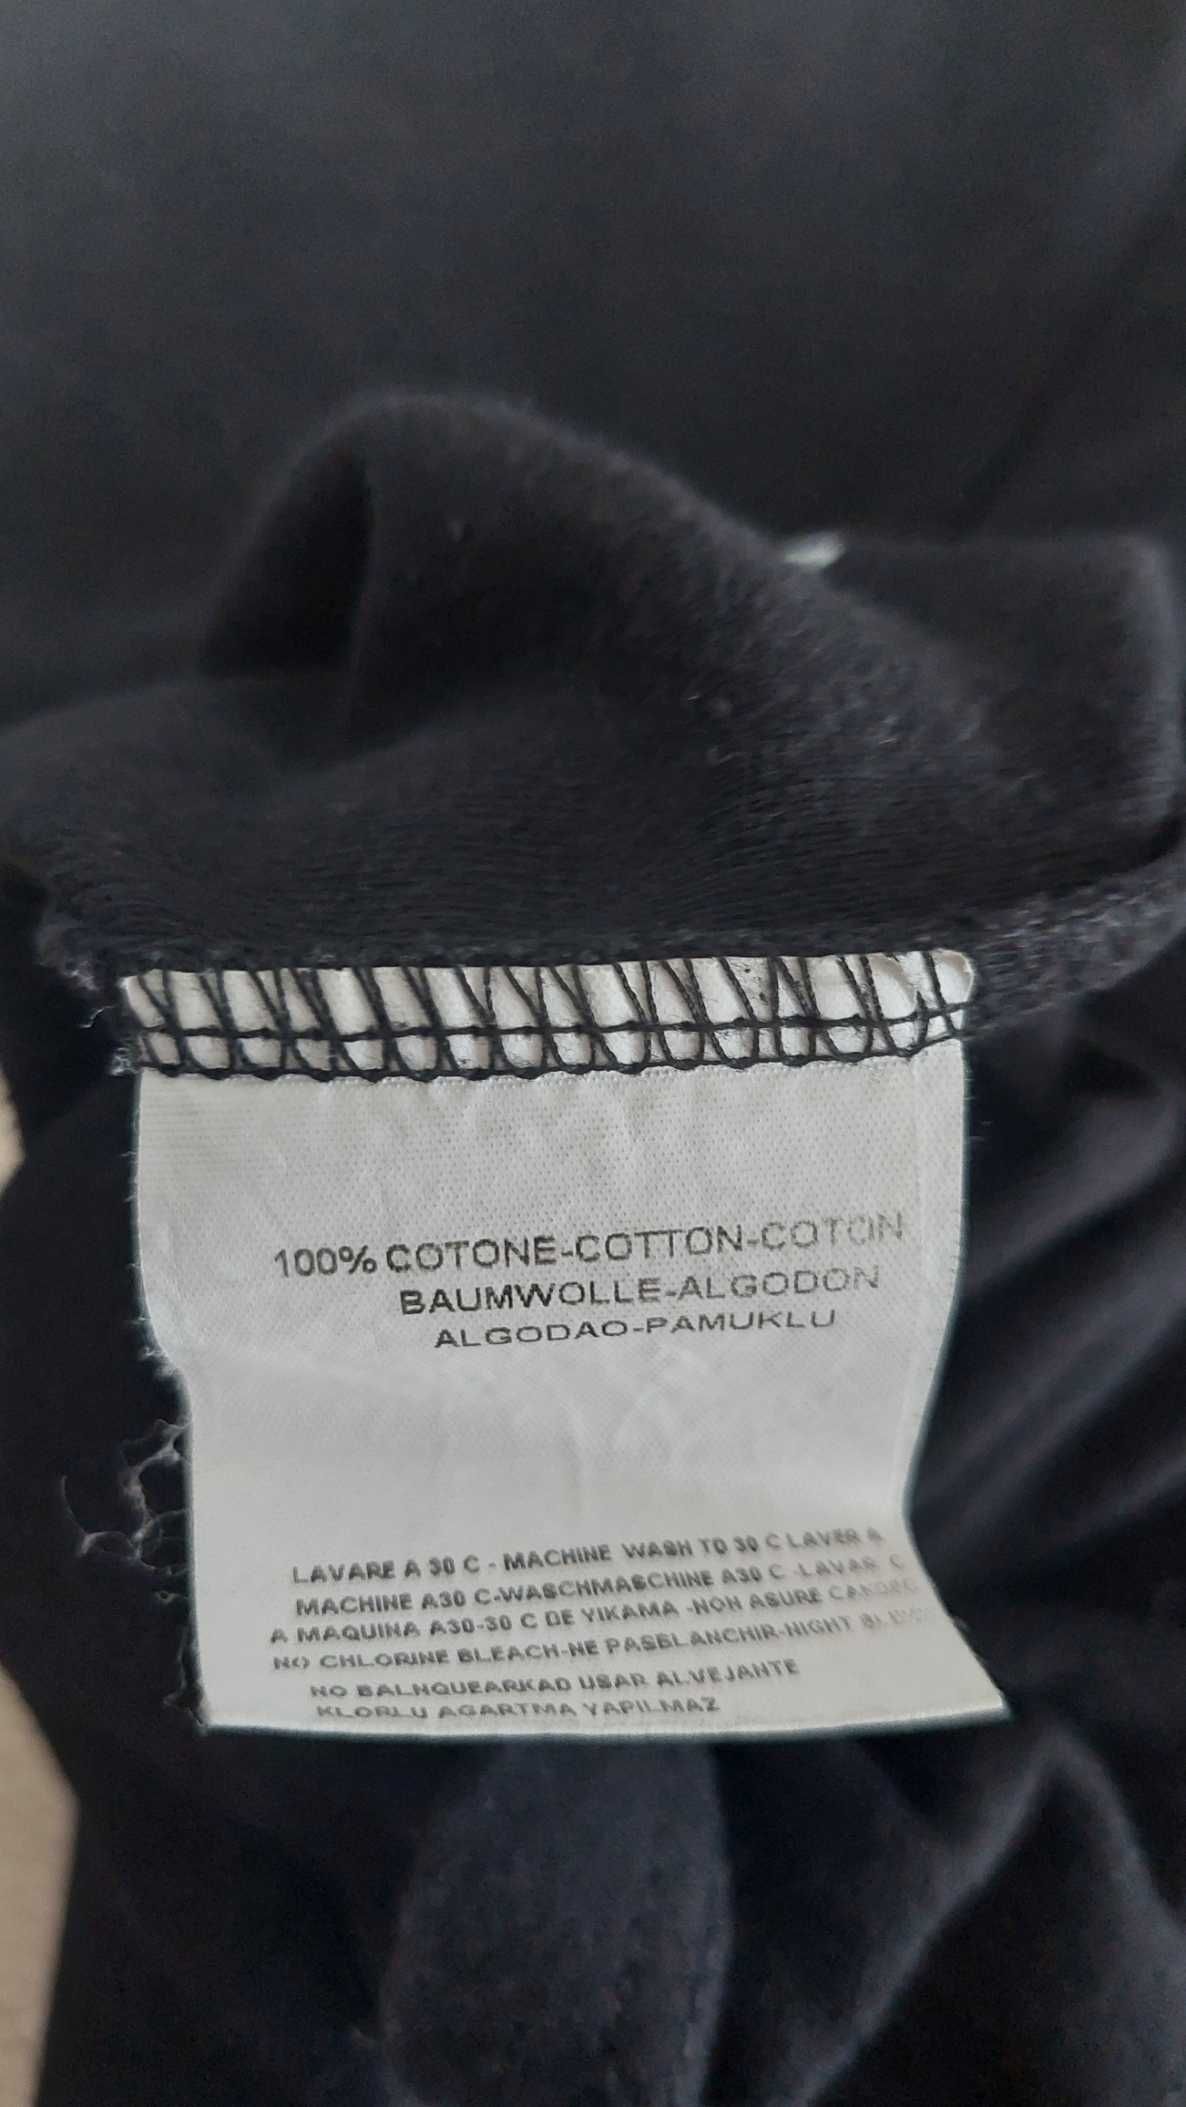 100% COTONE-COTTON-COTON
BAUMWOLLE-ALGODON
ALGODAO-PAMUKLU
LAVARE A 30 C - MACHINE WASH TO 30 C LAVER A
MACHINE A30 C-WASCHMASCHINE A30 C -LAVAR C
A MAQUINA A30-30 C DE YIKAMA -NON ASURE
NO CHLORINE BLEACH-NE PASBLANCHIR-NIGHT
NO BALNQUEARKAD USAR ALVEJANTE
KLORLU AGARTMA YAPILMAZ